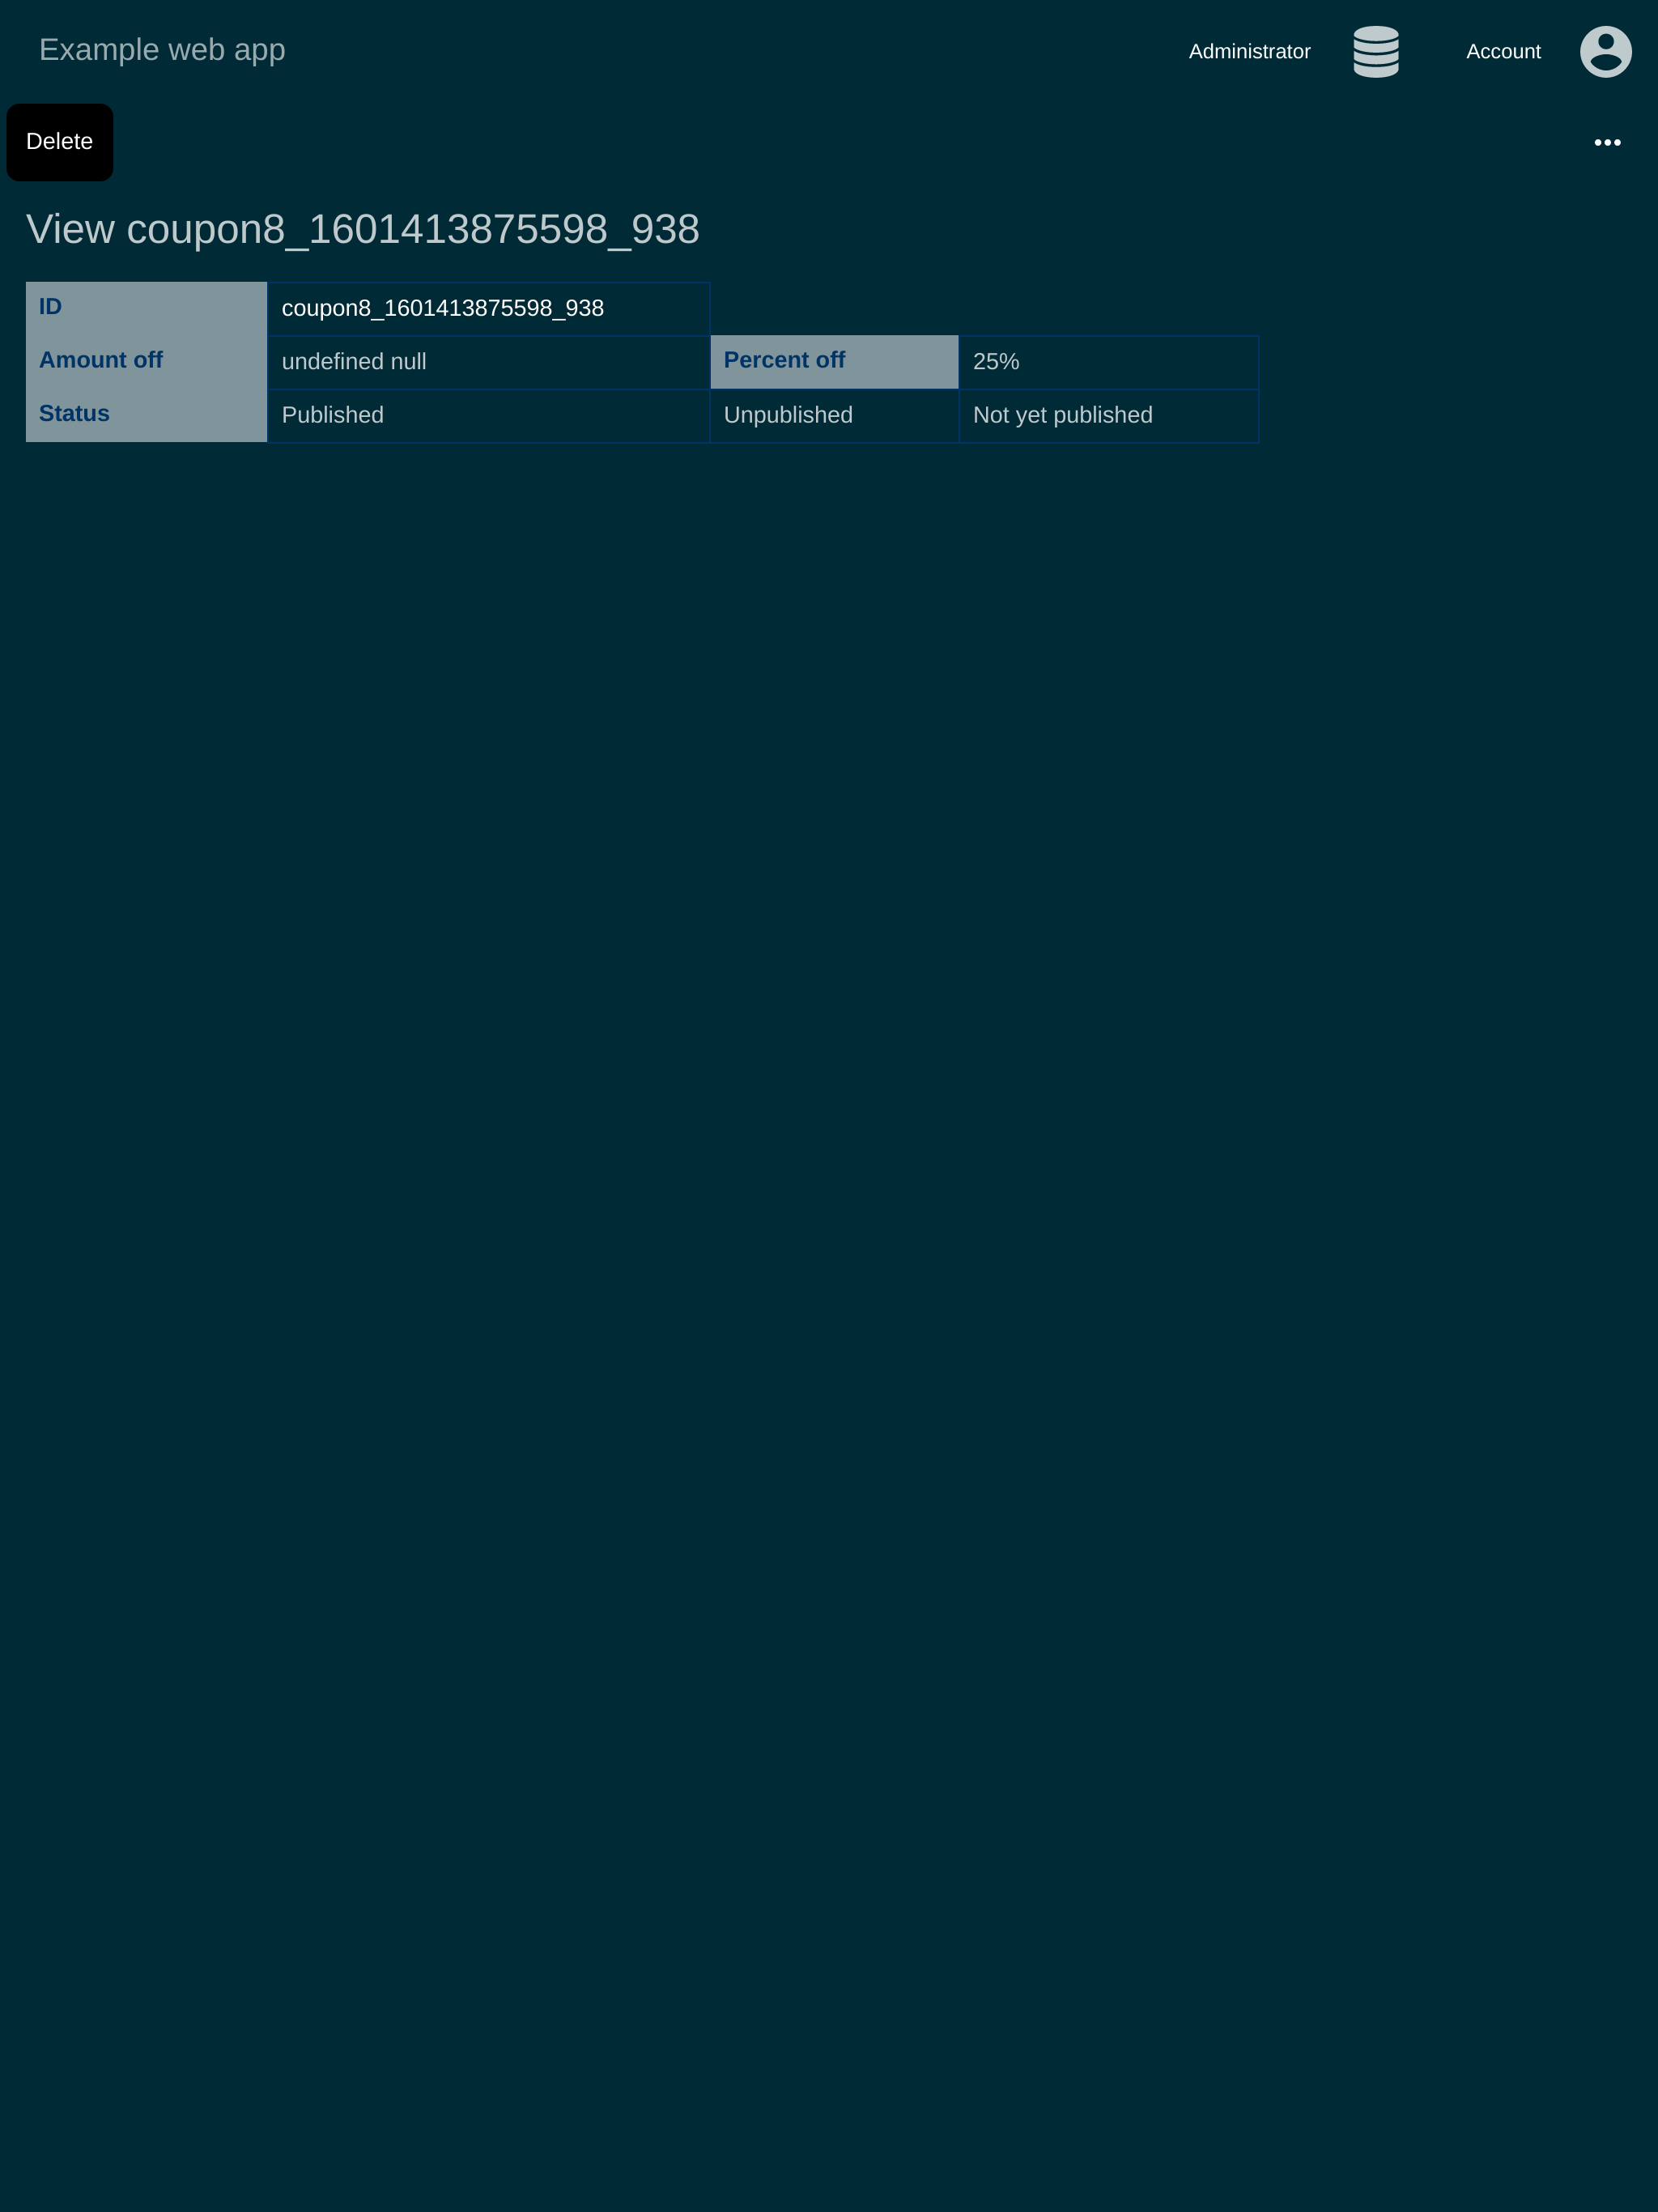 Example web app
Administrator
Account
Delete
View coupon8_1601413875598_938
ID coupon8_1601413875598_938
Amount off undefined null Percent off 25%
Status Published Unpublished Not yet published